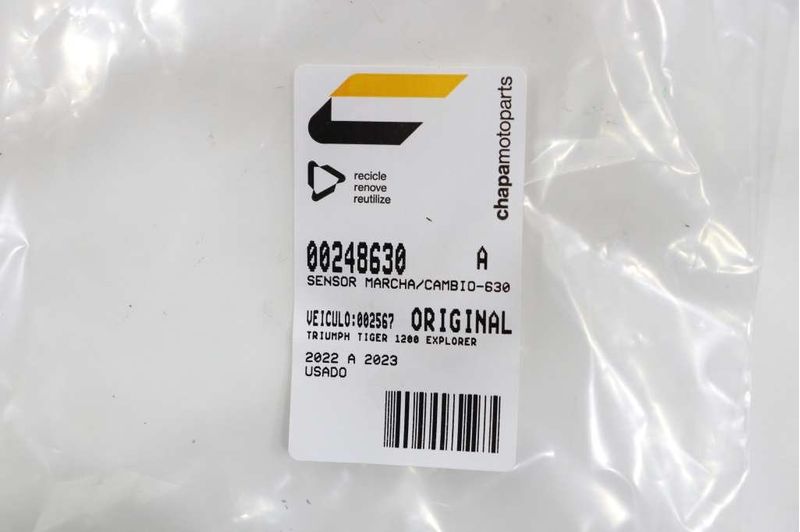 chapamotoparts
recicle
renove
reutilize
00248630 A
SENSOR MARCHA/CAMBIO-630
VEICULO:002567 ORIGINAL
TRIUMPH TIGER 1200 EXPLORER
2022 A 2023
USADO